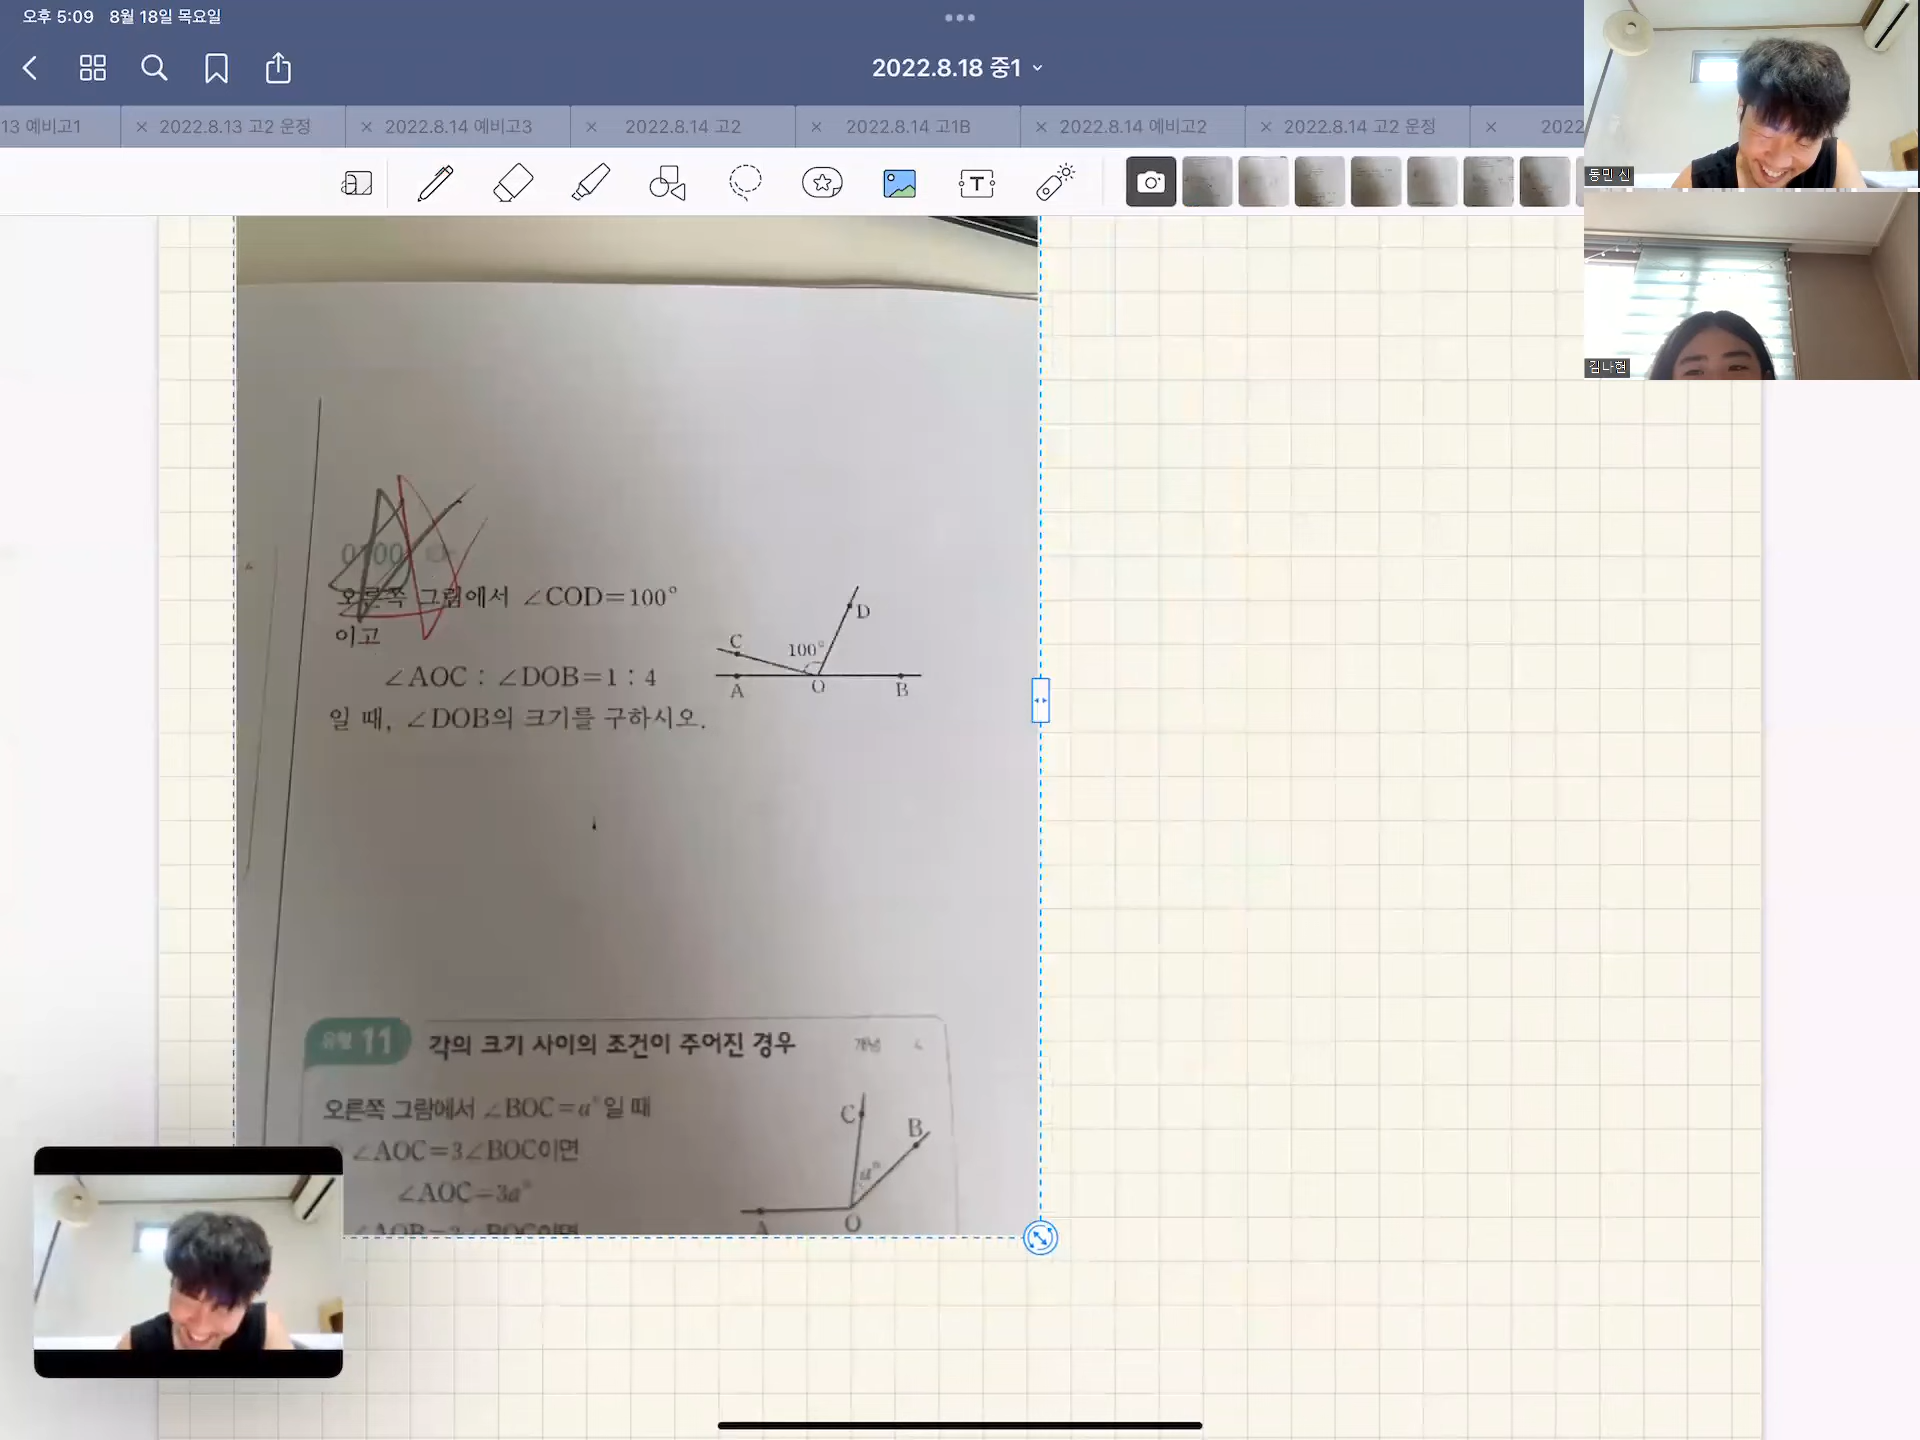 오후 5:09 8월 18일 목요일
2022.8.18 중1
13 예비고1
2022.8.13 고2 운정
2022.8.14 예비고3
2022.8.14 고2
2022.8.14 고1B
2022.8.14 예비고2
2022.8.14 고2 운정
2022
동민 신
김나현
오른쪽 그림에서 ∠COD=100°
이고
∠AOC : ∠DOB=1 : 4
일 때, ∠DOB의 크기를 구하시오.
C
100°
D
A
O
B
유형 11 각의 크기 사이의 조건이 주어진 경우 개념
오른쪽 그림에서 ∠BOC=a°일 때
∠AOC=3∠BOC이면
∠AOC=3a°
C
B
a°
A
O